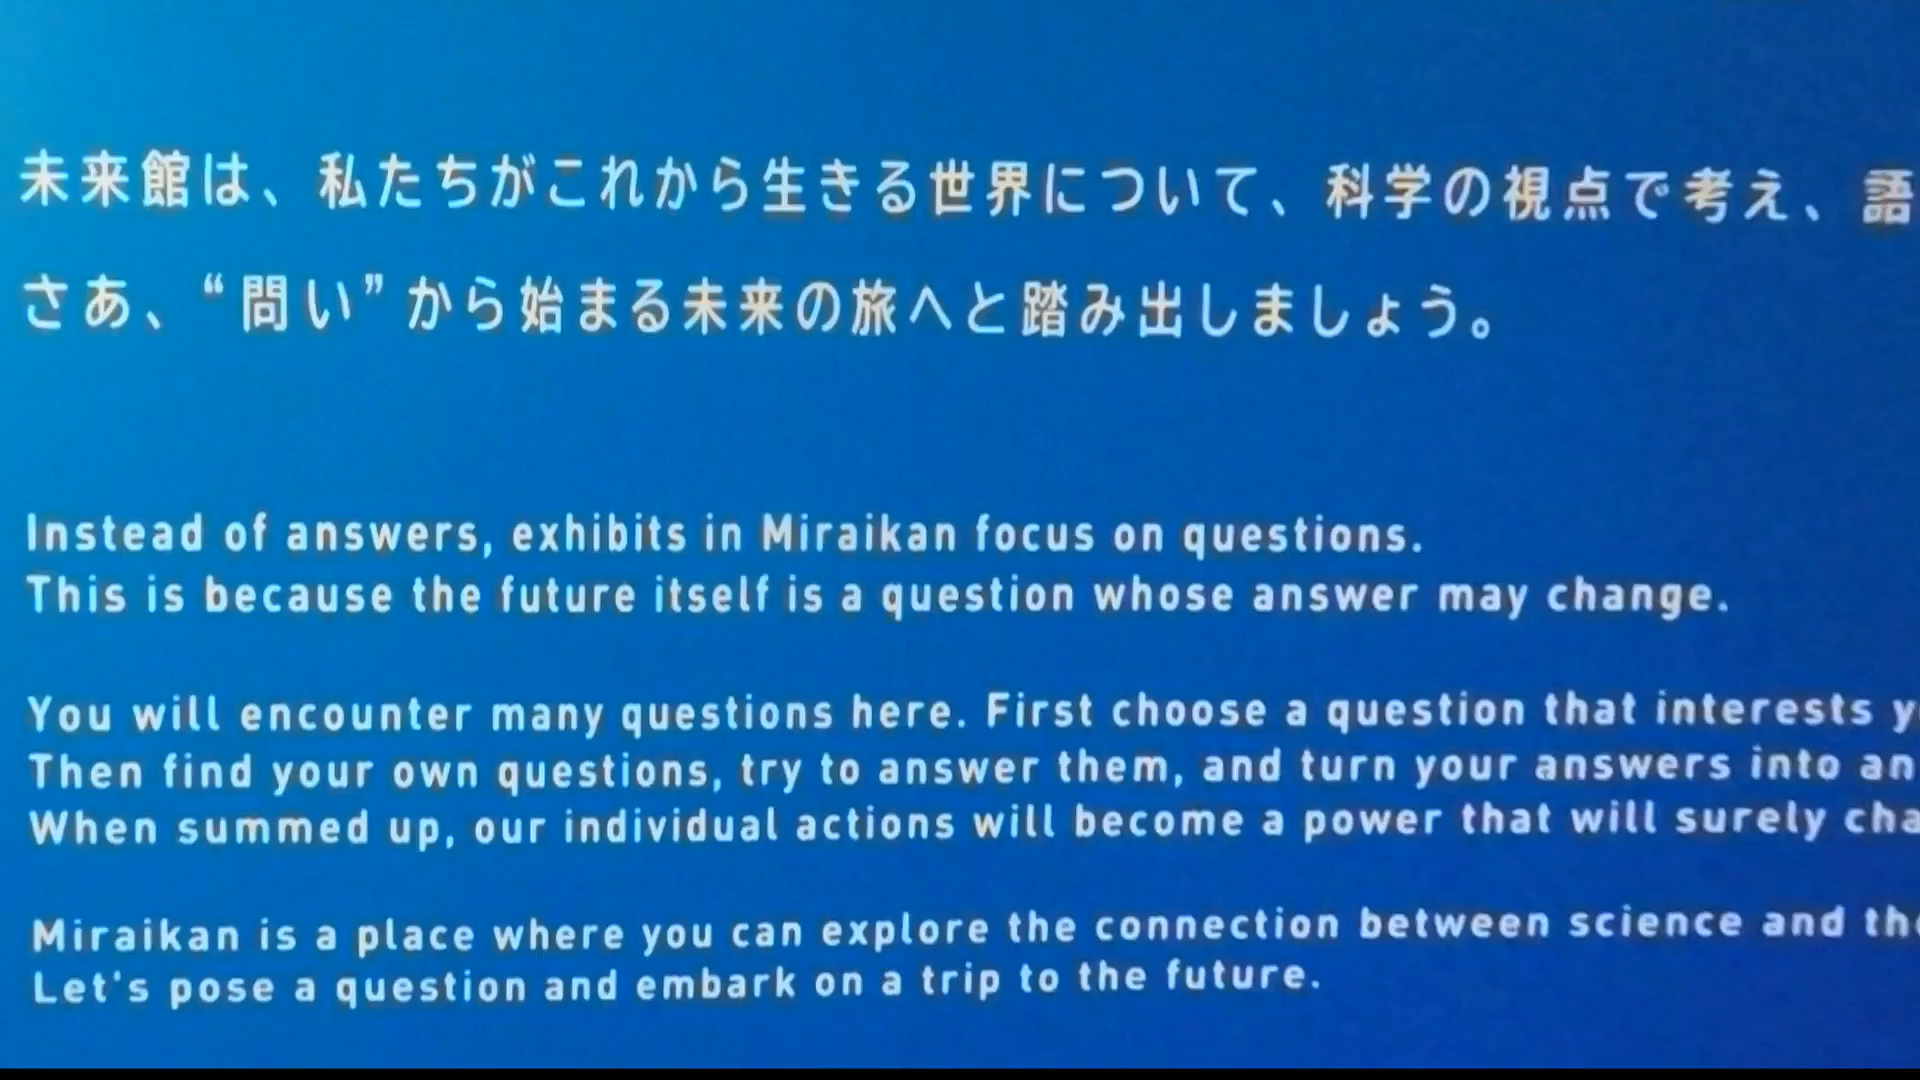 未来館は、私たちがこれから生きる世界について、科学の視点で考え、語
さあ、“問い”から始まる未来の旅へと踏み出しましょう。
Instead of answers, exhibits in Miraikan focus on questions.
This is because the future itself is a question whose answer may change.
You will encounter many questions here. First choose a question that interests
Then find your own questions, try to answer them, and turn your answers into an
When summed up, our individual actions will become a power that will surely
Miraikan is a place where you can explore the connection between science and
Let's pose a question and embark on a trip to the future.